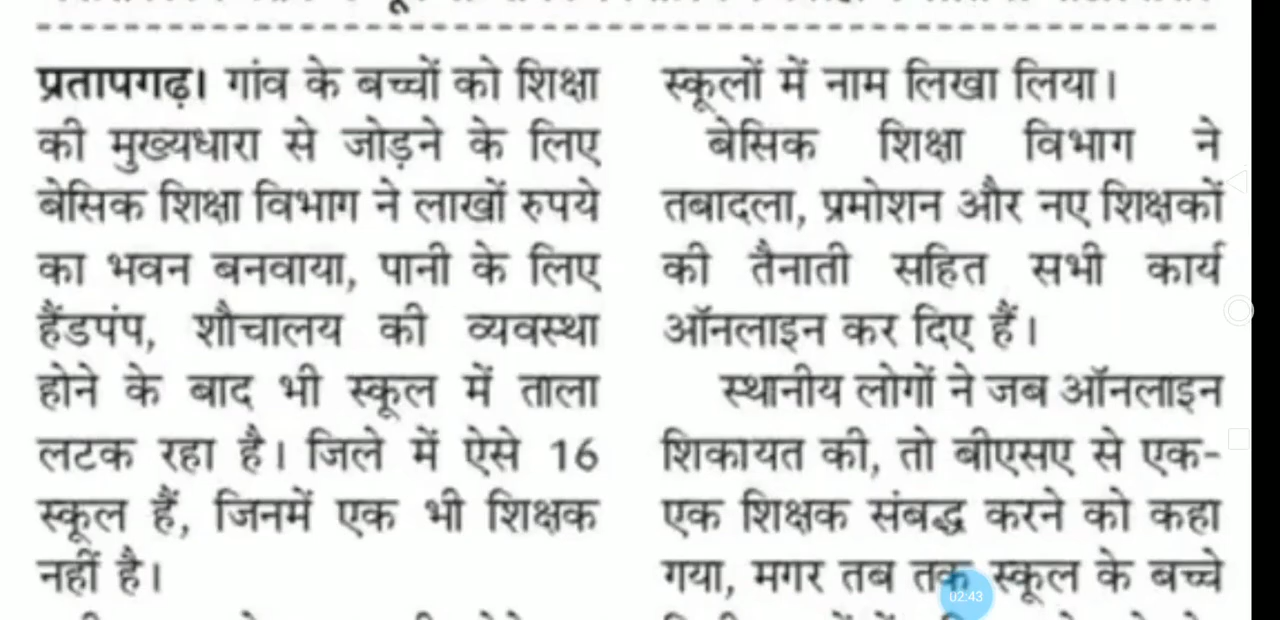 प्रतापगढ़। गांव के बच्चों को शिक्षा
की मुख्यधारा से जोड़ने के लिए
बेसिक शिक्षा विभाग ने लाखों रुपये
का भवन बनवाया, पानी के लिए
हैंडपंप, शौचालय की व्यवस्था
होने के बाद भी स्कूल में ताला
लटक रहा है। जिले में ऐसे 16
स्कूल हैं, जिनमें एक भी शिक्षक
नहीं है।
स्कूलों में नाम लिखा लिया।
बेसिक शिक्षा विभाग ने
तबादला, प्रमोशन और नए शिक्षकों
की तैनाती सहित सभी कार्य
ऑनलाइन कर दिए हैं।
स्थानीय लोगों ने जब ऑनलाइन
शिकायत की, तो बीएसए से एक-
एक शिक्षक संबद्ध करने को कहा
गया, मगर तब तक स्कूल के बच्चे
02:43